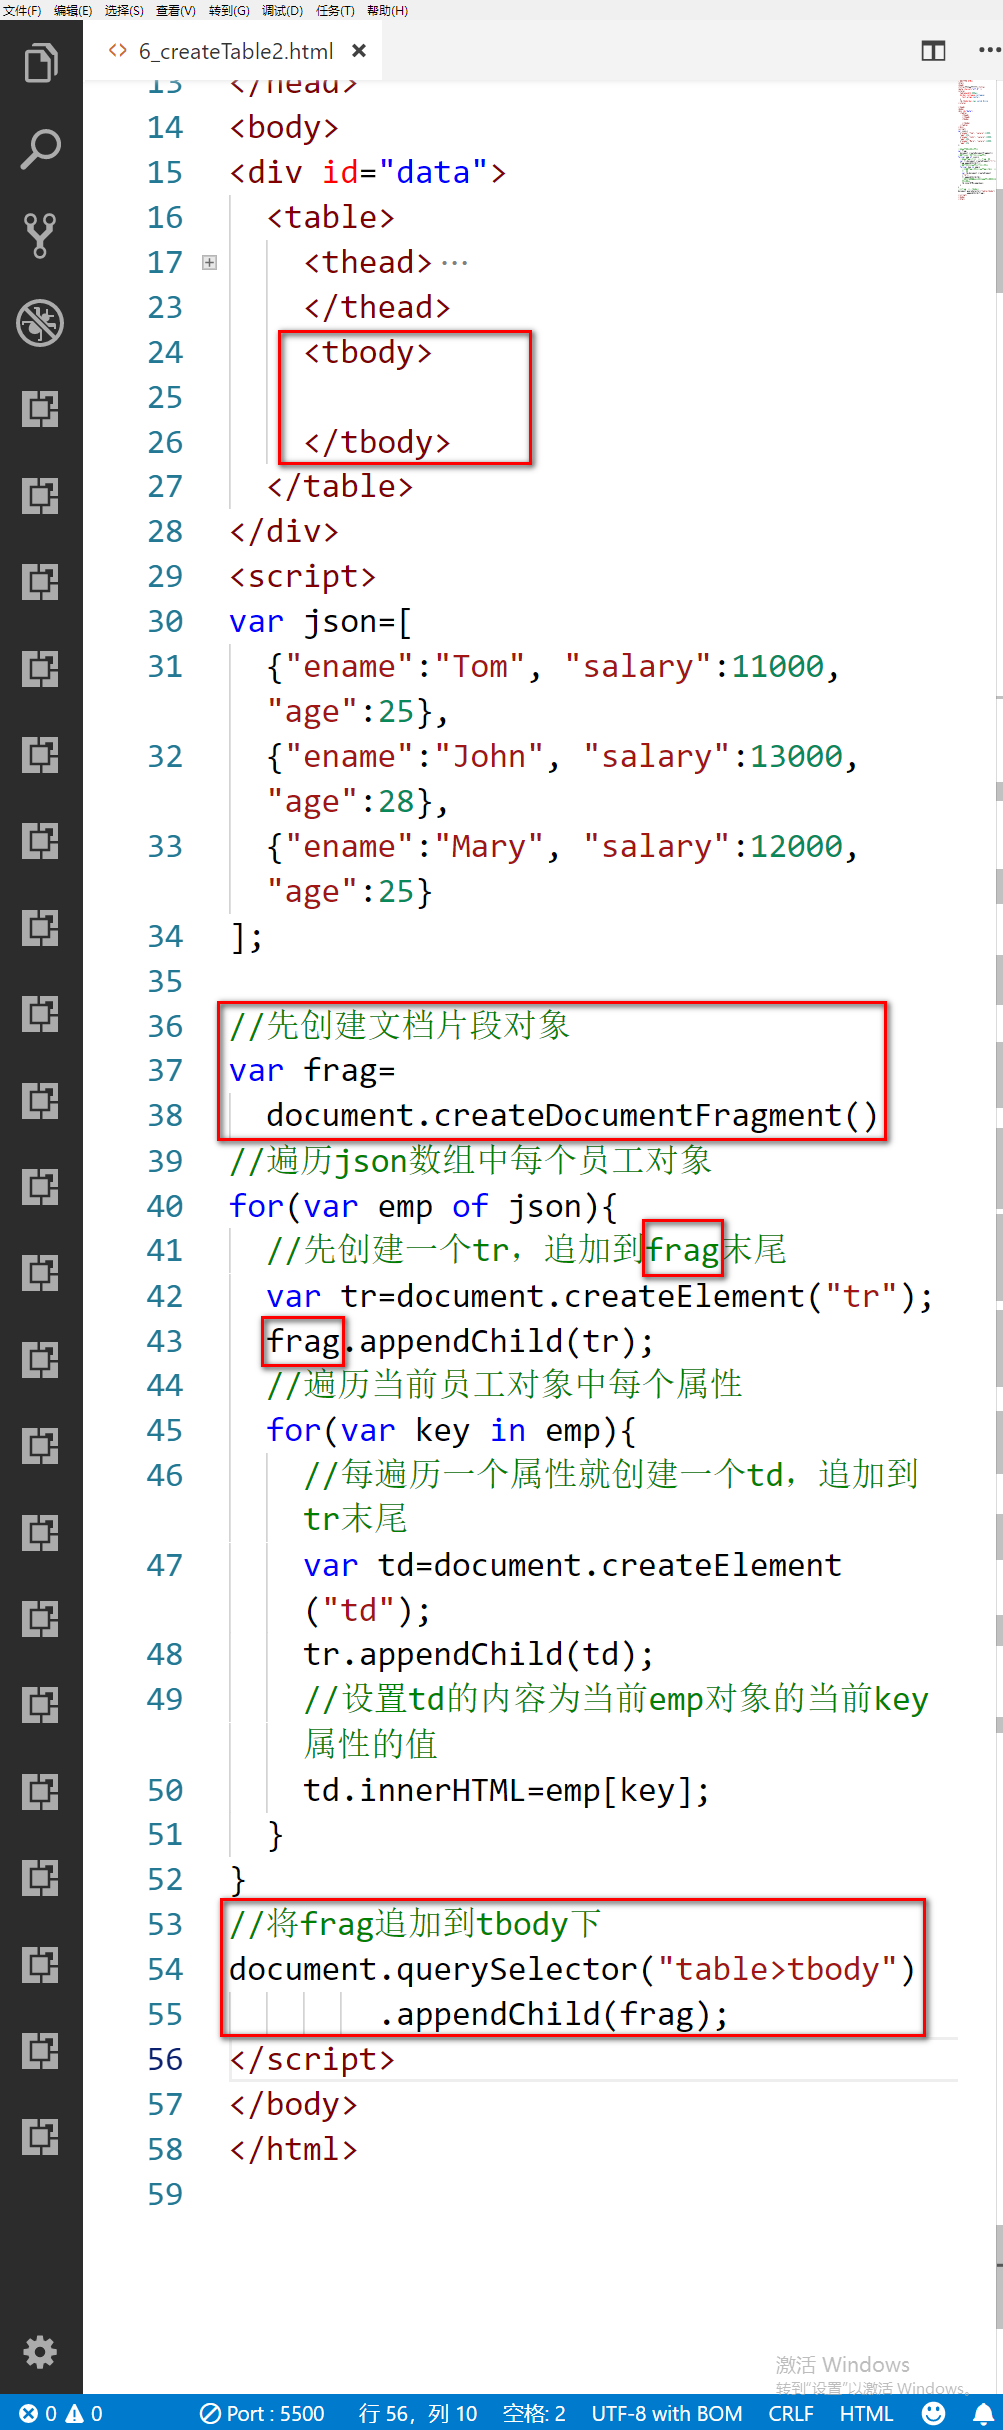 文件(F) 编辑(E) 选择(S) 查看(V) 转到(G) 调试(D) 任务(T) 帮助(H)
<> 6_createTable2.html ×
13 </head>
14 <body>
15 <div id="data">
16 <table>
17 <thead>…
23 </thead>
24 <tbody>
25
26 </tbody>
27 </table>
28 </div>
29 <script>
30 var json=[
31 {"ename":"Tom", "salary":11000,
"age":25},
32 {"ename":"John", "salary":13000,
"age":28},
33 {"ename":"Mary", "salary":12000,
"age":25}
34 ];
35
36 //先创建文档片段对象
37 var frag=
38 document.createDocumentFragment()
39 //遍历json数组中每个员工对象
40 for(var emp of json){
41 //先创建一个tr，追加到frag末尾
42 var tr=document.createElement("tr");
43 frag.appendChild(tr);
44 //遍历当前员工对象中每个属性
45 for(var key in emp){
46 //每遍历一个属性就创建一个td，追加到
tr末尾
47 var td=document.createElement
("td");
48 tr.appendChild(td);
49 //设置td的内容为当前emp对象的当前key
属性的值
50 td.innerHTML=emp[key];
51 }
52 }
53 //将frag追加到tbody下
54 document.querySelector("table>tbody")
55 .appendChild(frag);
56 </script>
57 </body>
58 </html>
59
激活 Windows
转到"设置"以激活 Windows。
0 0 Port : 5500 行 56，列 10 空格: 2 UTF-8 with BOM CRLF HTML